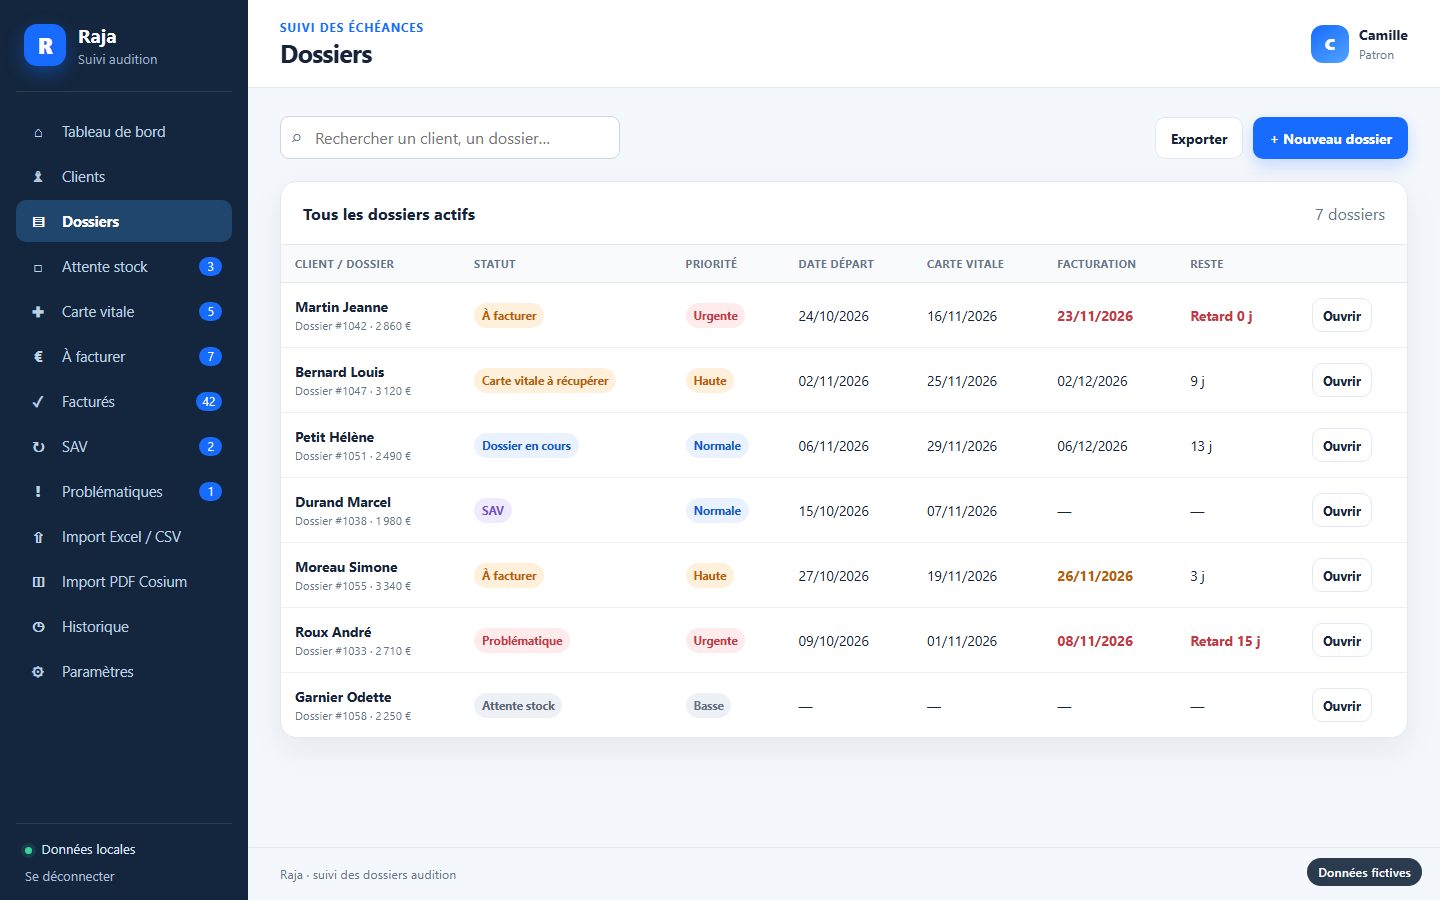 R
Raja
Suivi audition
Tableau de bord
Clients
Dossiers
Attente stock 3
Carte vitale 5
€ À facturer 7
Facturés 42
SAV 2
! Problématiques 1
Import Excel / CSV
Import PDF Cosium
Historique
Paramètres
Données locales
Se déconnecter
SUIVI DES ÉCHÉANCES
Dossiers
C
Camille
Patron
Rechercher un client, un dossier...
Exporter
+ Nouveau dossier
Tous les dossiers actifs
7 dossiers
CLIENT / DOSSIER STATUT PRIORITÉ DATE DÉPART CARTE VITALE FACTURATION RESTE
Martin Jeanne
Dossier #1042 · 2 860 €
À facturer Urgente 24/10/2026 16/11/2026 23/11/2026 Retard 0 j Ouvrir
Bernard Louis
Dossier #1047 · 3 120 €
Carte vitale à récupérer Haute 02/11/2026 25/11/2026 02/12/2026 9 j Ouvrir
Petit Hélène
Dossier #1051 · 2 490 €
Dossier en cours Normale 06/11/2026 29/11/2026 06/12/2026 13 j Ouvrir
Durand Marcel
Dossier #1038 · 1 980 €
SAV Normale 15/10/2026 07/11/2026 — — Ouvrir
Moreau Simone
Dossier #1055 · 3 340 €
À facturer Haute 27/10/2026 19/11/2026 26/11/2026 3 j Ouvrir
Roux André
Dossier #1033 · 2 710 €
Problématique Urgente 09/10/2026 01/11/2026 08/11/2026 Retard 15 j Ouvrir
Garnier Odette
Dossier #1058 · 2 250 €
Attente stock Basse — — — — Ouvrir
Raja · suivi des dossiers audition
Données fictives